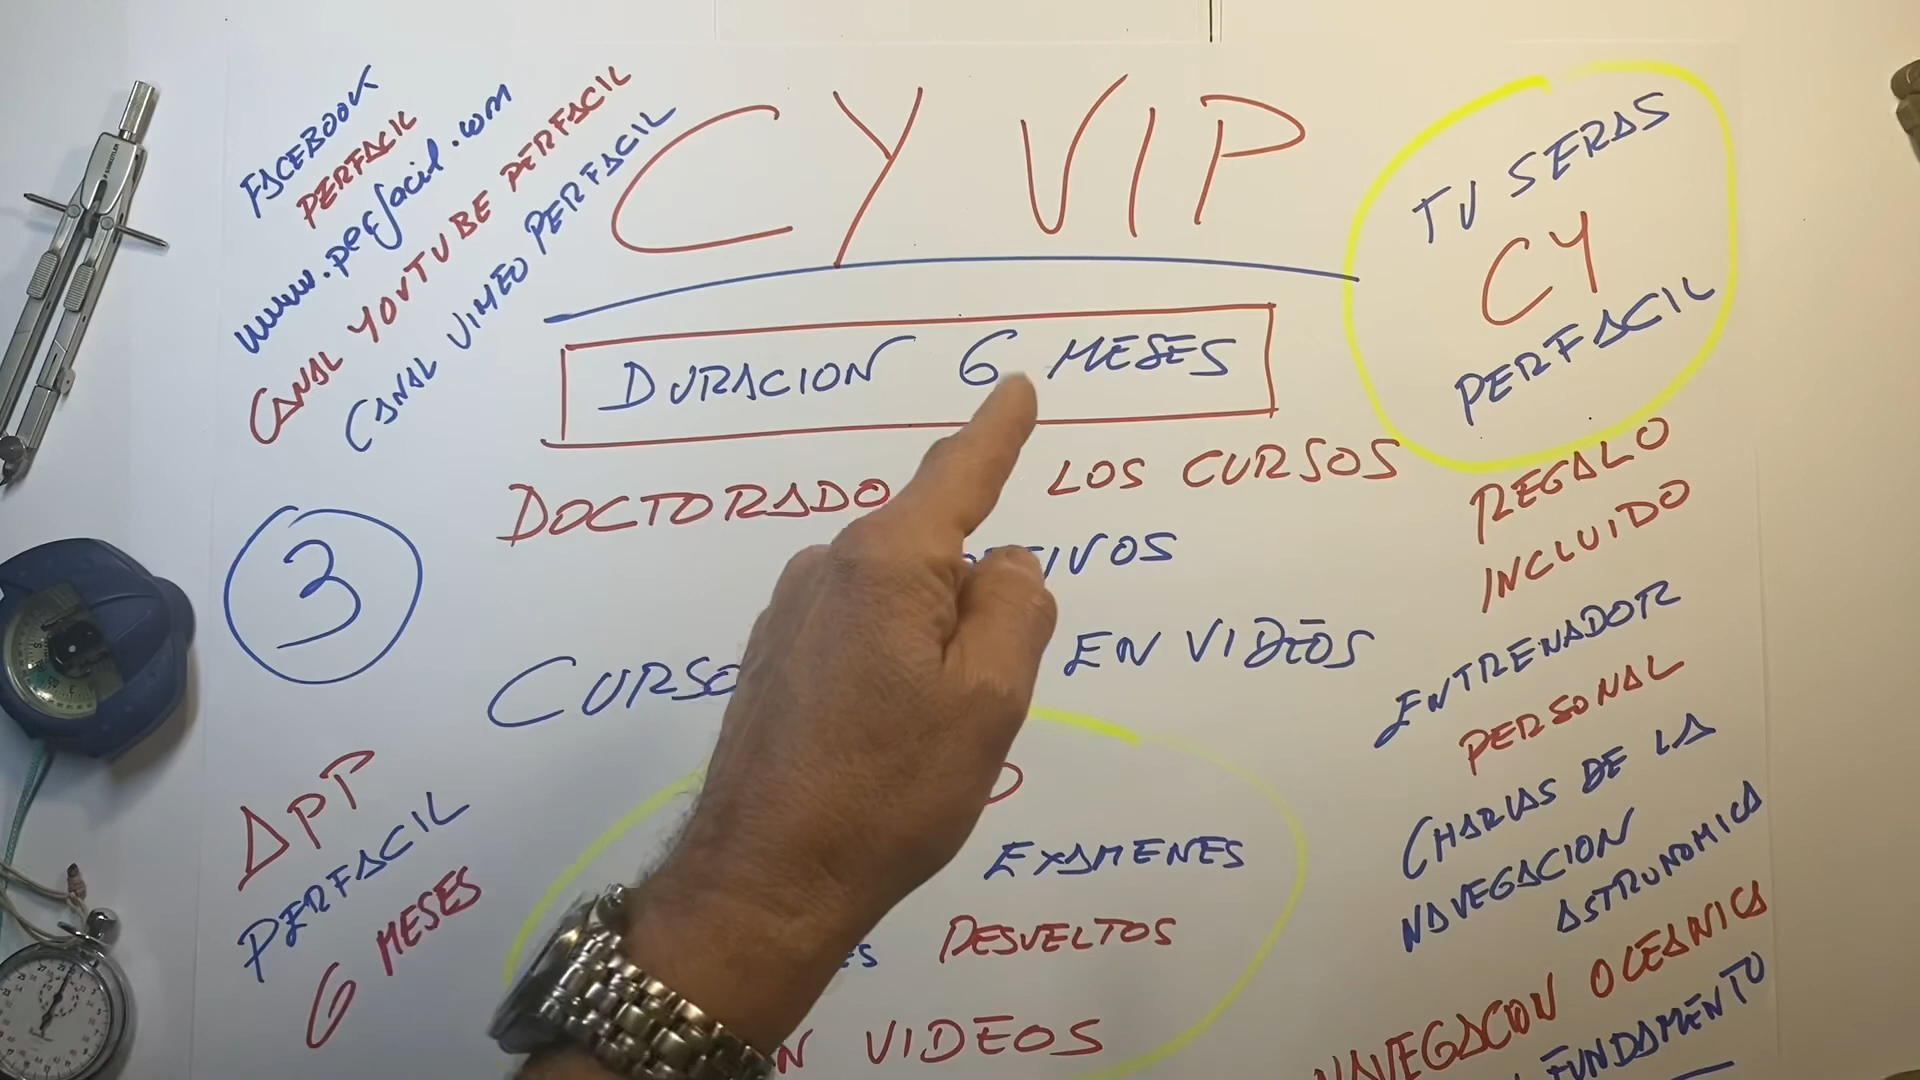 FACEBOOK
PERFACIL
www.perfacil.com
CANAL YOUTUBE PERFACIL
CANAL VIMEO PERFACIL
CY VIP
TU SERAS
CY
PERFACIL
DURACION 6 MESES
DOCTORADO LOS CURSOS
3
EN VIDEOS
REGALO
INCLUIDO
ENTRENADOR
PERSONAL
CHARLAS DE LA
NAVEGACION
ASTRONOMICA
NAVEGACION OCEANICA
FUNDAMENTO
APP
PERFACIL
6 MESES
EXAMENES
DESVELTOS
VIDEOS